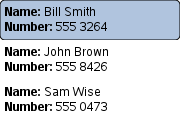 Name: Bill Smith
Number: 555 3264
Name: John Brown
Number: 555 8426
Name: Sam Wise
Number: 555 0473